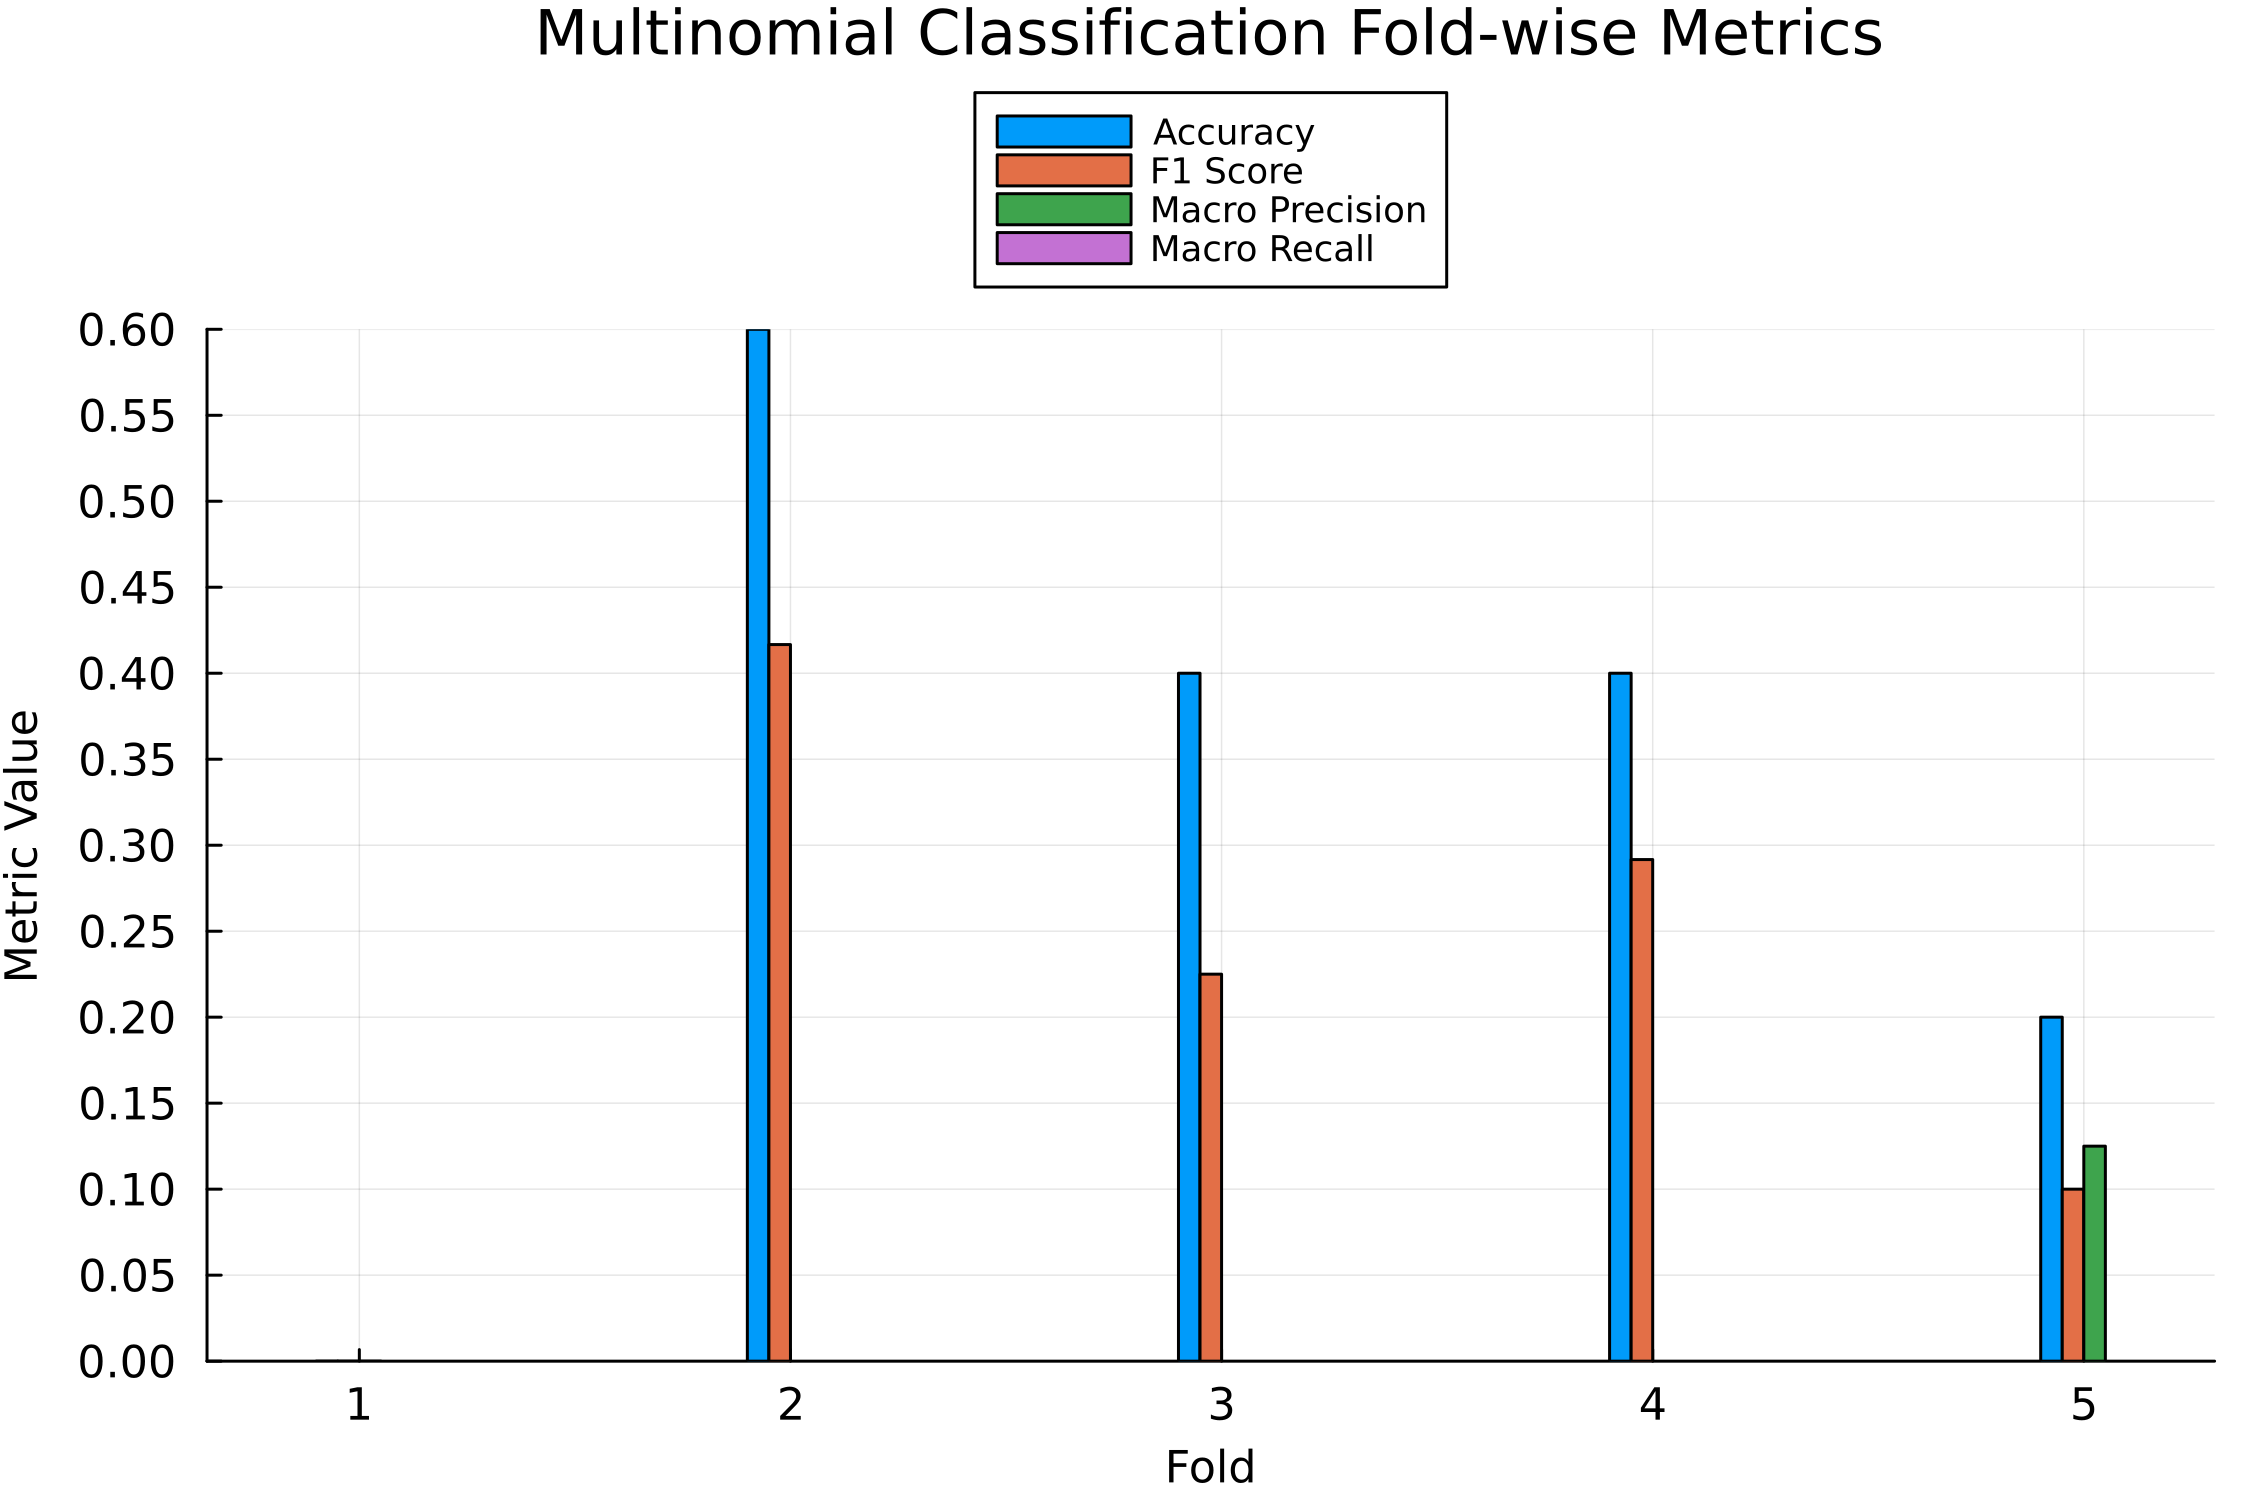 Multinomial Classification Fold-wise Metrics
Accuracy
F1 Score
Macro Precision
Macro Recall
0.60
0.55
0.50
0.45
0.40
0.35
0.30
0.25
0.20
0.15
0.10
0.05
0.00
Metric Value
1 2 3 4 5
Fold